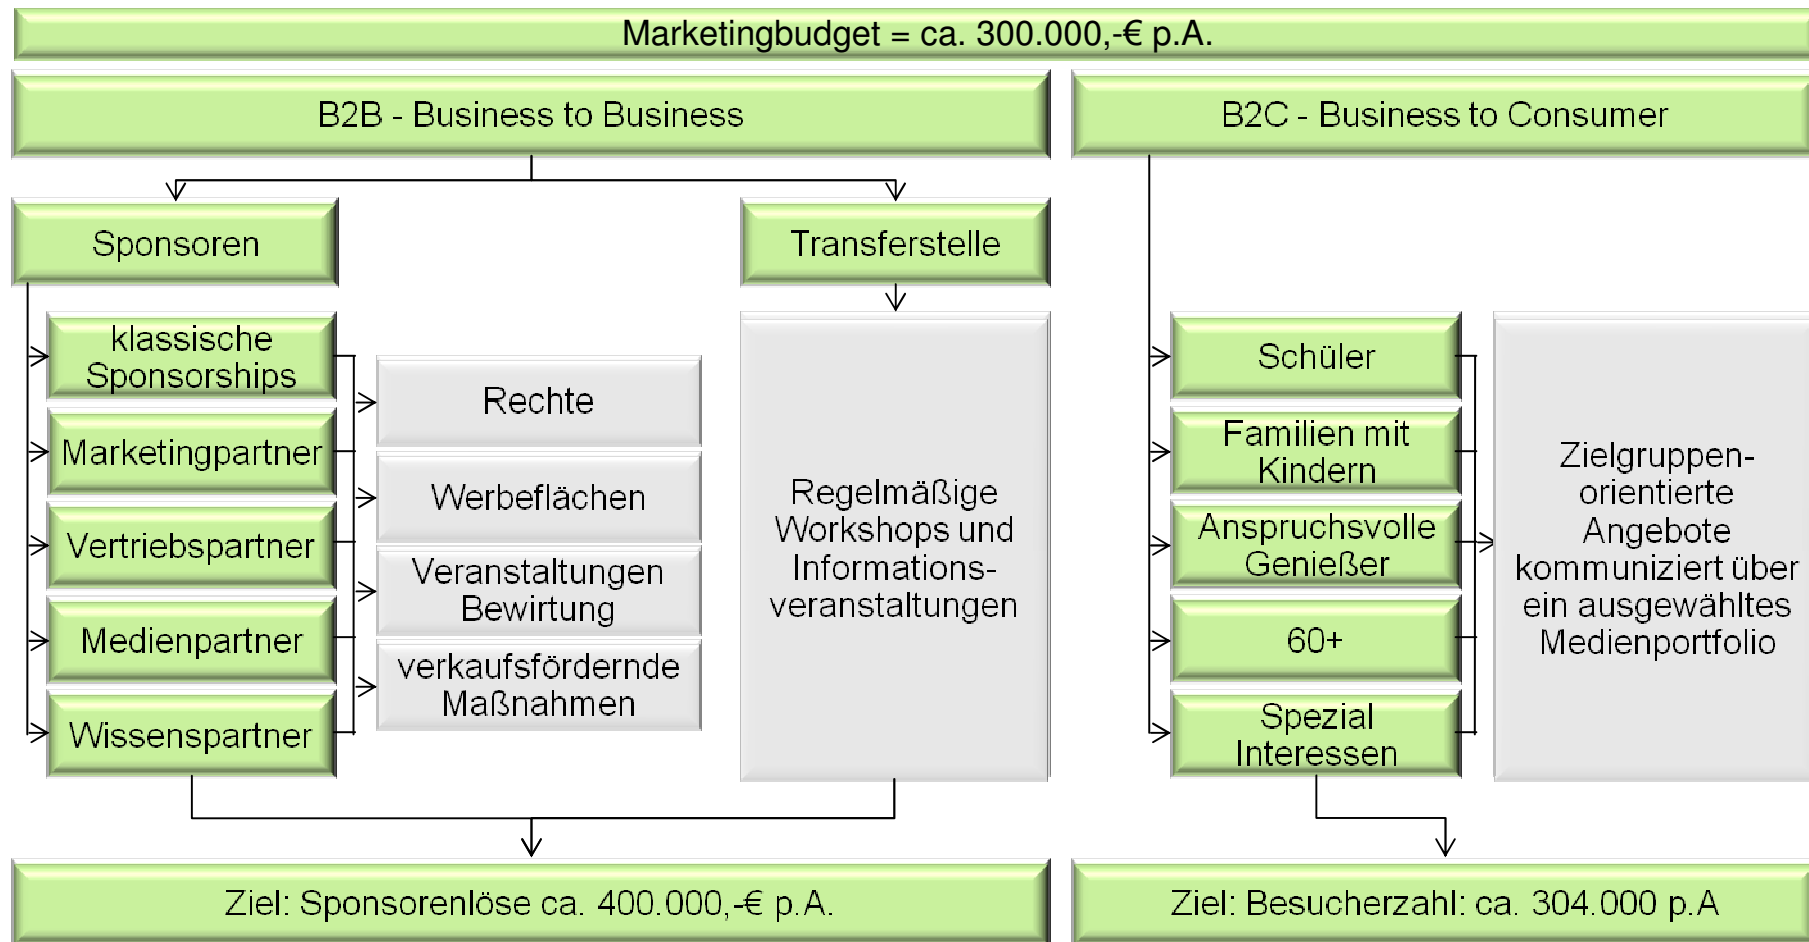 Marketingbudget = ca. 300.000,-€ p.A.
B2B - Business to Business
B2C - Business to Consumer
Sponsoren
Transferstelle
klassische
Sponsorships
Marketingpartner
Vertriebspartner
Medienpartner
Wissenspartner
Rechte
Werbeflächen
Veranstaltungen
Bewirtung
verkaufsfördernde
Maßnahmen
Regelmäßige
Workshops und
Informations-
veranstaltungen
Schüler
Familien mit
Kindern
Anspruchsvolle
Genießer
60+
Spezial
Interessen
Zielgruppen-
orientierte
Angebote
kommuniziert über
ein ausgewähltes
Medienportfolio
Ziel: Sponsorenlöse ca. 400.000,-€ p.A.
Ziel: Besucherzahl: ca. 304.000 p.A